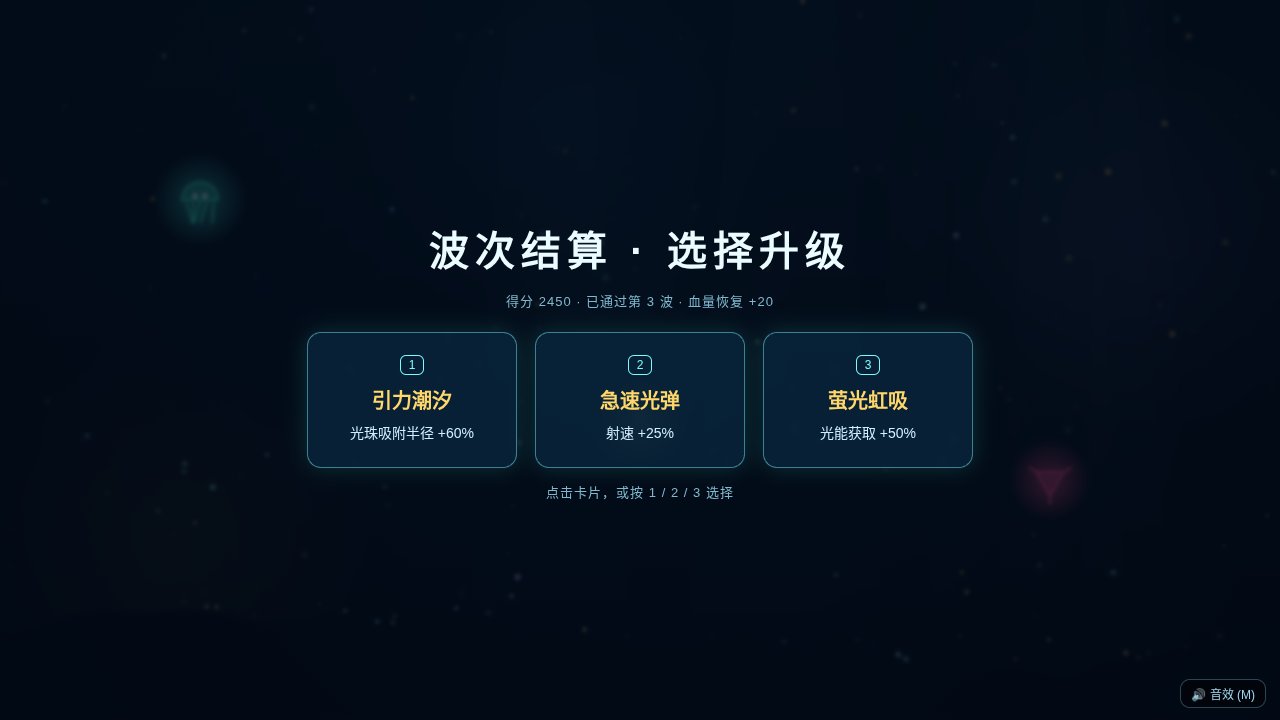 波次结算 · 选择升级
得分 2450 · 已通过第 3 波 · 血量恢复 +20
1
引力潮汐
光珠吸附半径 +60%
2
急速光弹
射速 +25%
3
萤光虹吸
光能获取 +50%
点击卡片，或按 1 / 2 / 3 选择
🔊 音效 (M)